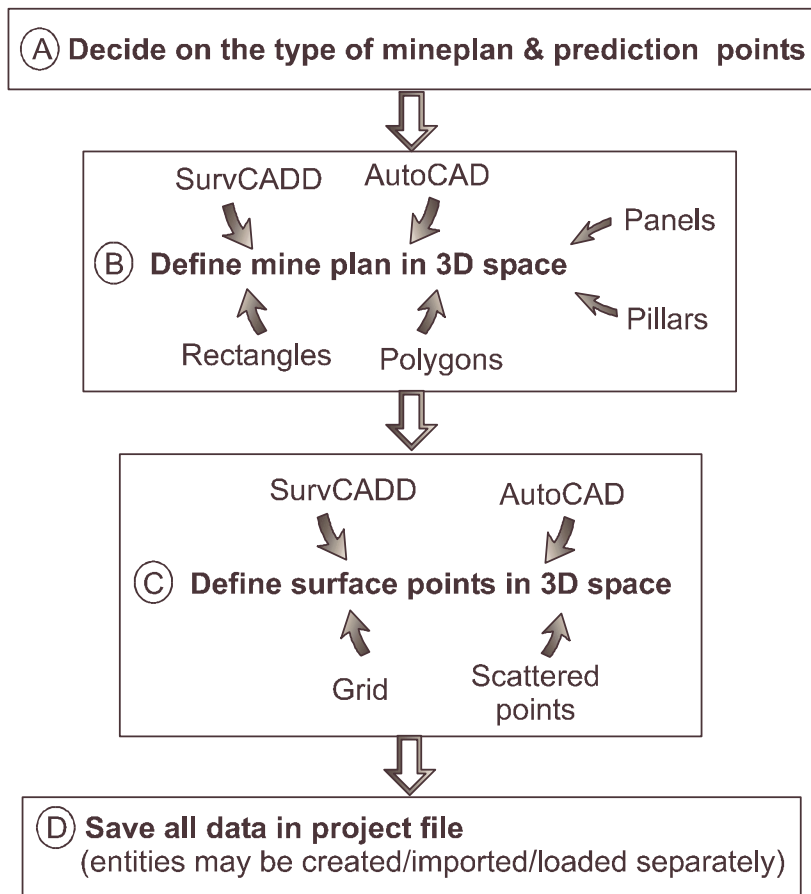 A Decide on the type of mineplan & prediction points
SurvCADD AutoCAD
Panels
B Define mine plan in 3D space
Pillars
Rectangles Polygons
SurvCADD AutoCAD
C Define surface points in 3D space
Grid Scattered
points
D Save all data in project file
(entities may be created/imported/loaded separately)